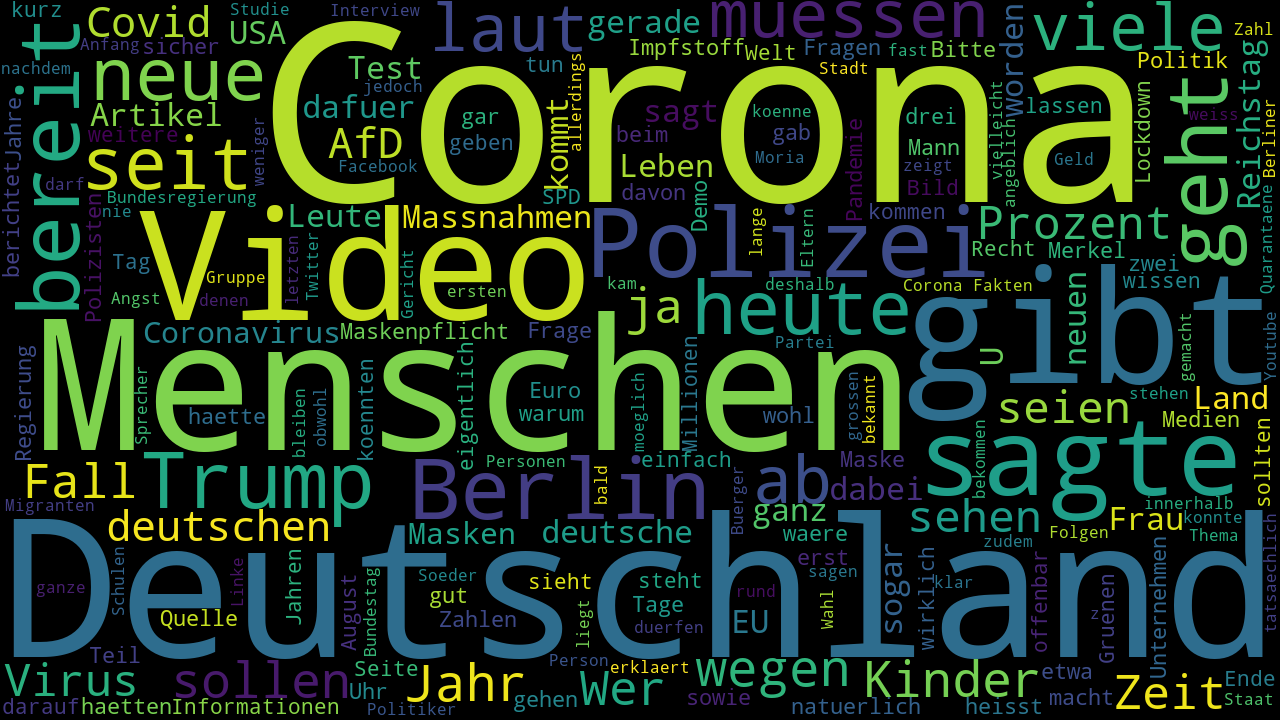 kurz
Covid
Studie
USA
Interview
laut
gerade
muessen
viele
Zahl
Anfang
sicher
nachdem
bereit
neue
Test
jedoch
tun
Impfstoff
Welt
Fragen
fast
Bitte
Stadt
worden
Politik
Corona
Artikel
dafuer
AfD
gar
geben
Facebook
kommt
allerdings
sagt
beim
koenne
gab
Moria
drei
Mann
zeigt
vielleicht
angeblich
lassen
Geld
Lockdown
geht
weiss
Reichstag
Berliner
Jahre
berichtet
weitere
seit
weniger
darf
Bundesregierung
SPD
Leben
davon
Pandemie
Bild
nie
Polizisten
Leute
Massnahmen
Demo
lange
Eltern
kommen
Prozent
Recht
Merkel
zwei
wissen
Quarantaene
Video
Polizei
Tag
Gruppe
letzten
Twitter
Gericht
ersten
Angst
denen
kam
deshalb
Corona Fakten
ja
heute
neuen
gibt
Coronavirus
Maskenpflicht
Frage
Partei
U
gemacht
Youtube
Menschen
Regierung
Sprecher
haette
bleiben
obwohl
koennten
eigentlich
Euro
warum
moeglich
Millionen
wohl
grossen
bekannt
seien
stehen
Land
Medien
sagte
bekommen
sollten
Fall
Trump
Personen
Berlin
bald
einfach
Buerger
ab
Maske
dabei
Migranten
innerhalb
deutschen
Masken
deutsche
ganz
waere
sehen
zudem
Folgen
Frau
konnte
Thema
Deutschland
ganze
Schulen
Linke
Jahren
August
Bundestag
Soeder
gut
sieht
steht
erst
sagen
sogar
wirklich
klar
offenbar
z
Gruenen
Unternehmen
tatsaechlich
Quelle
Zahlen
liegt
Tage
duerfen
rund
EU
Wahl
Teil
Virus
sollen
Seite
Jahr
Person
erklaert
wegen
Kinder
etwa
Ende
darauf
haetten
Informationen
Uhr
Politiker
gehen
Wer
sowie
natuerlich
heisst
macht
Zeit
Staat